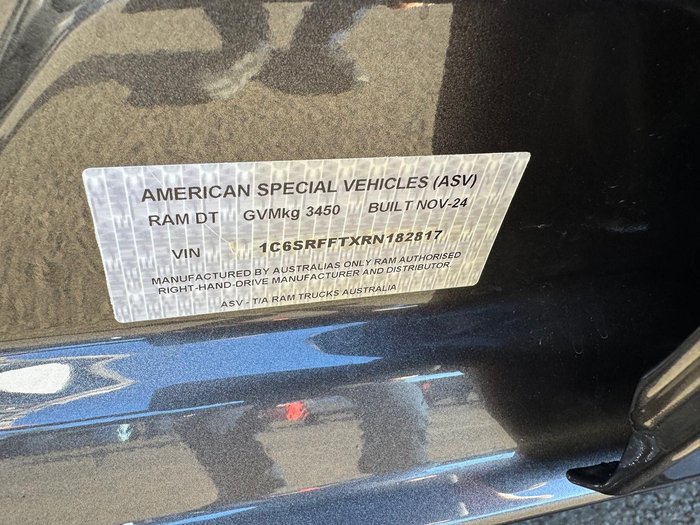 AMERICAN SPECIAL VEHICLES (ASV)
RAM DT GVMkg 3450 BUILT NOV-24
VIN 1C6SRFFTXRN182817
MANUFACTURED BY AUSTRALIAS ONLY RAM AUTHORISED
RIGHT-HAND-DRIVE MANUFACTURER AND DISTRIBUTOR.
ASV - T/A RAM TRUCKS AUSTRALIA